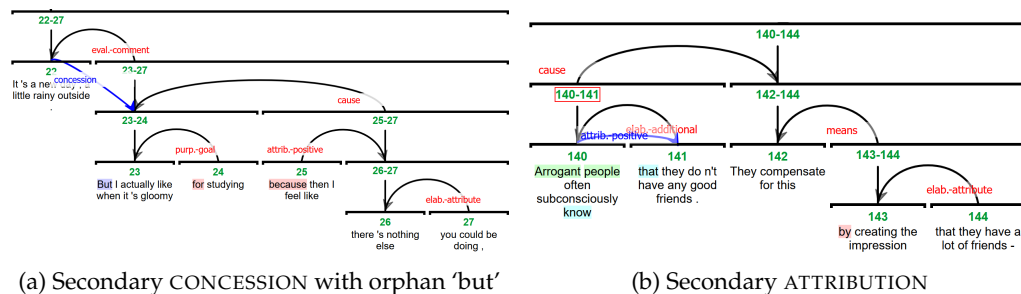 22-27
eval.-comment
22
23-27
It 's a new day , a
little rainy outside
.
concession
cause
23-24
25-27
purp.-goal
attrib.-positive
23
24
25
26-27
But I actually like
when it 's gloomy
for studying
because then I
feel like
elab.-attribute
26
27
there 's nothing
else
you could be
doing ,
(a) Secondary CONCESSION with orphan ‘but’
140-144
cause
140-141
142-144
elab.-additional
attrib.-positive
means
140
141
142
143-144
Arrogant people
often
subconsciously
know
that they do n't
have any good
friends .
They compensate
for this
elab.-attribute
143
144
by creating the
impression
that they have a
lot of friends -
(b) Secondary ATTRIBUTION